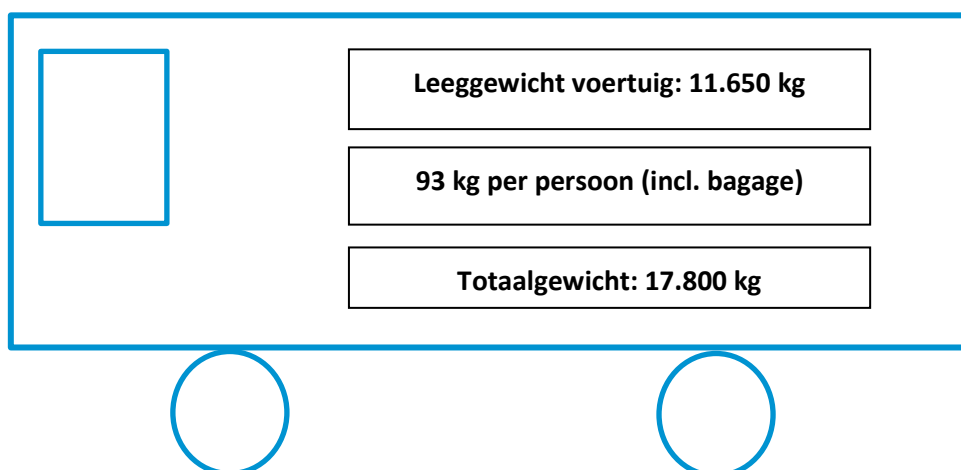 Leeggewicht voertuig: 11.650 kg
93 kg per persoon (incl. bagage)
Totaalgewicht: 17.800 kg